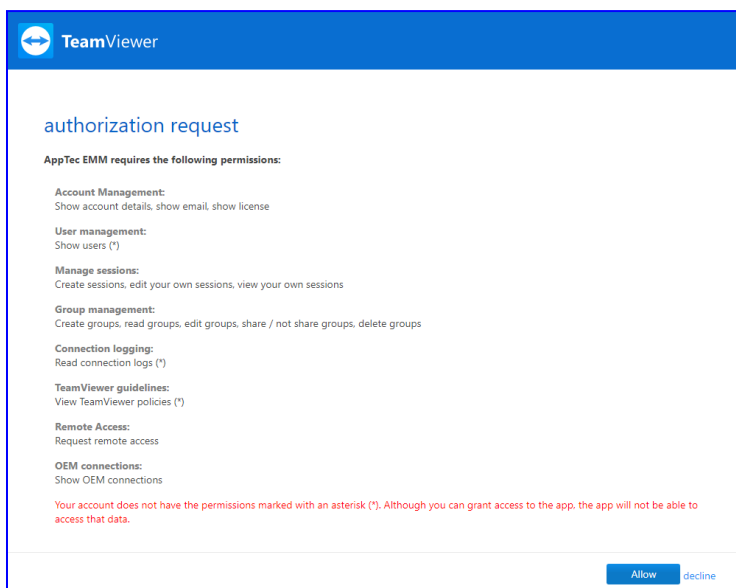 TeamViewer
authorization request
AppTec EMM requires the following permissions:
Account Management:
Show account details, show email, show license
User management:
Show users (*)
Manage sessions:
Create sessions, edit your own sessions, view your own sessions
Group management:
Create groups, read groups, edit groups, share / not share groups, delete groups
Connection logging:
Read connection logs (*)
TeamViewer guidelines:
View TeamViewer policies (*)
Remote Access:
Request remote access
OEM connections:
Show OEM connections
Your account does not have the permissions marked with an asterisk (*). Although you can grant access to the app, the app will not be able to
access that data.
Allow decline